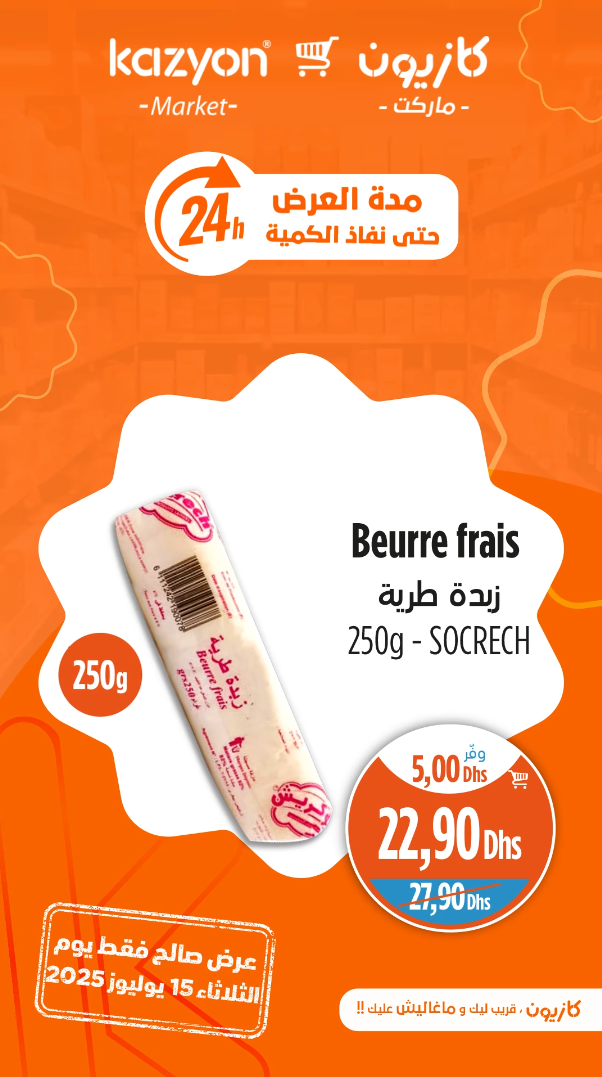 kazyon® كازيون
-Market- - ماركت -
24h
مدة العرض
حتى نفاذ الكمية
Beurre frais
زبدة طرية
250g - SOCRECH
250g
زبدة طرية
Beurre frais
وفّر
5,00 Dhs
22,90 Dhs
27,90 Dhs
عرض صالح فقط يوم
الثلاثاء 15 يوليوز 2025
كازيون ، قريب ليك و ماغاليش عليك !!